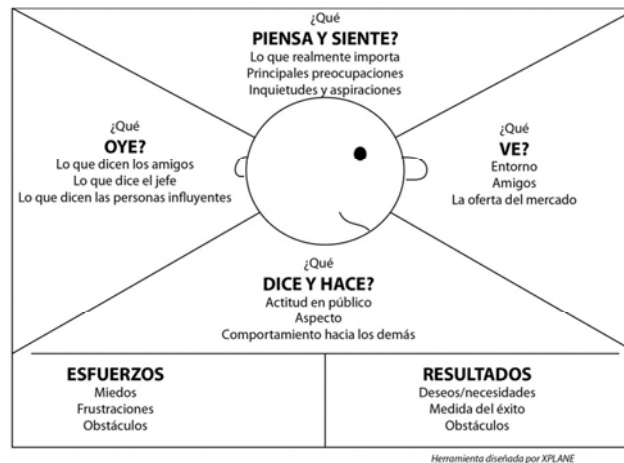 ¿Qué
PIENSA Y SIENTE?
Lo que realmente importa
Principales preocupaciones
Inquietudes y aspiraciones
¿Qué
OYE?
Lo que dicen los amigos
Lo que dice el jefe
Lo que dicen las personas influyentes
¿Qué
VE?
Entorno
Amigos
La oferta del mercado
¿Qué
DICE Y HACE?
Actitud en público
Aspecto
Comportamiento hacia los demás
ESFUERZOS
Miedos
Frustraciones
Obstáculos
RESULTADOS
Deseos/necesidades
Medida del éxito
Obstáculos
Herramienta diseñada por XPLANE